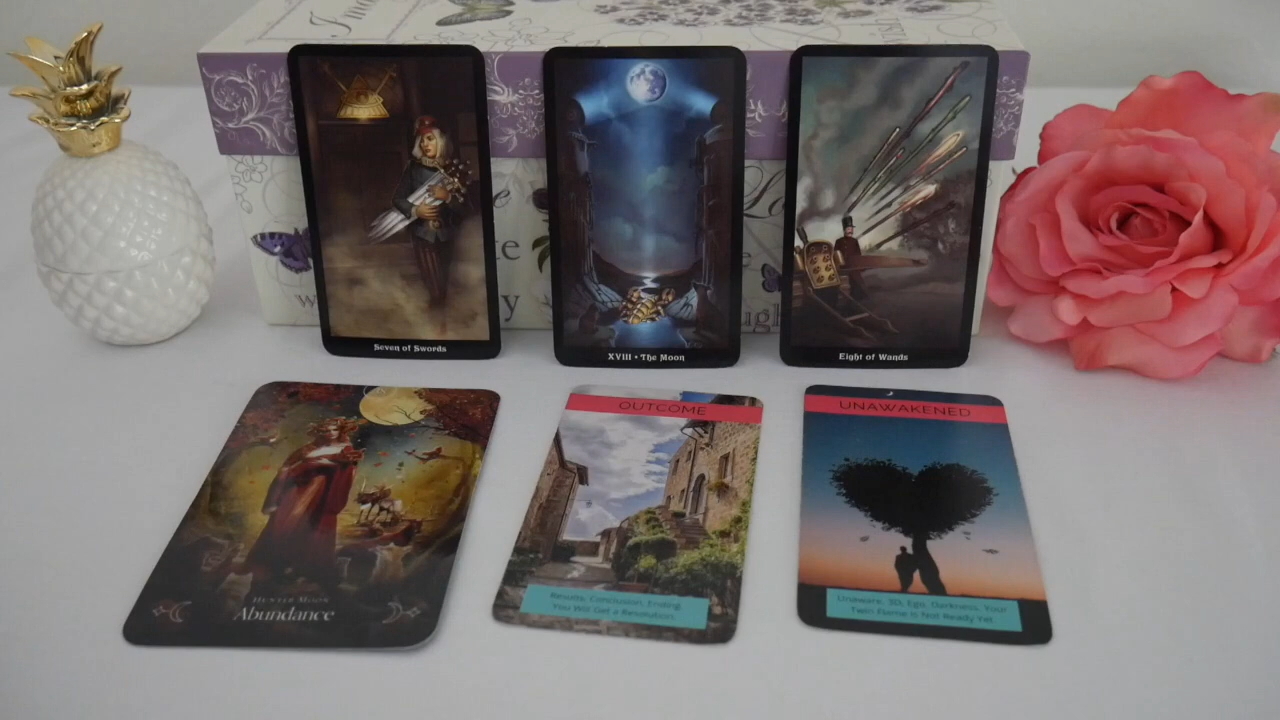 Seven of Swords
XVIII • The Moon
Eight of Wands
Hunter Moon
Abundance
OUTCOME
Results, Conclusion, Ending,
You Will Get a Resolution
UNAWAKENED
Unaware, 3D, Ego, Darkness, Your
Twin Flame Is Not Ready Yet